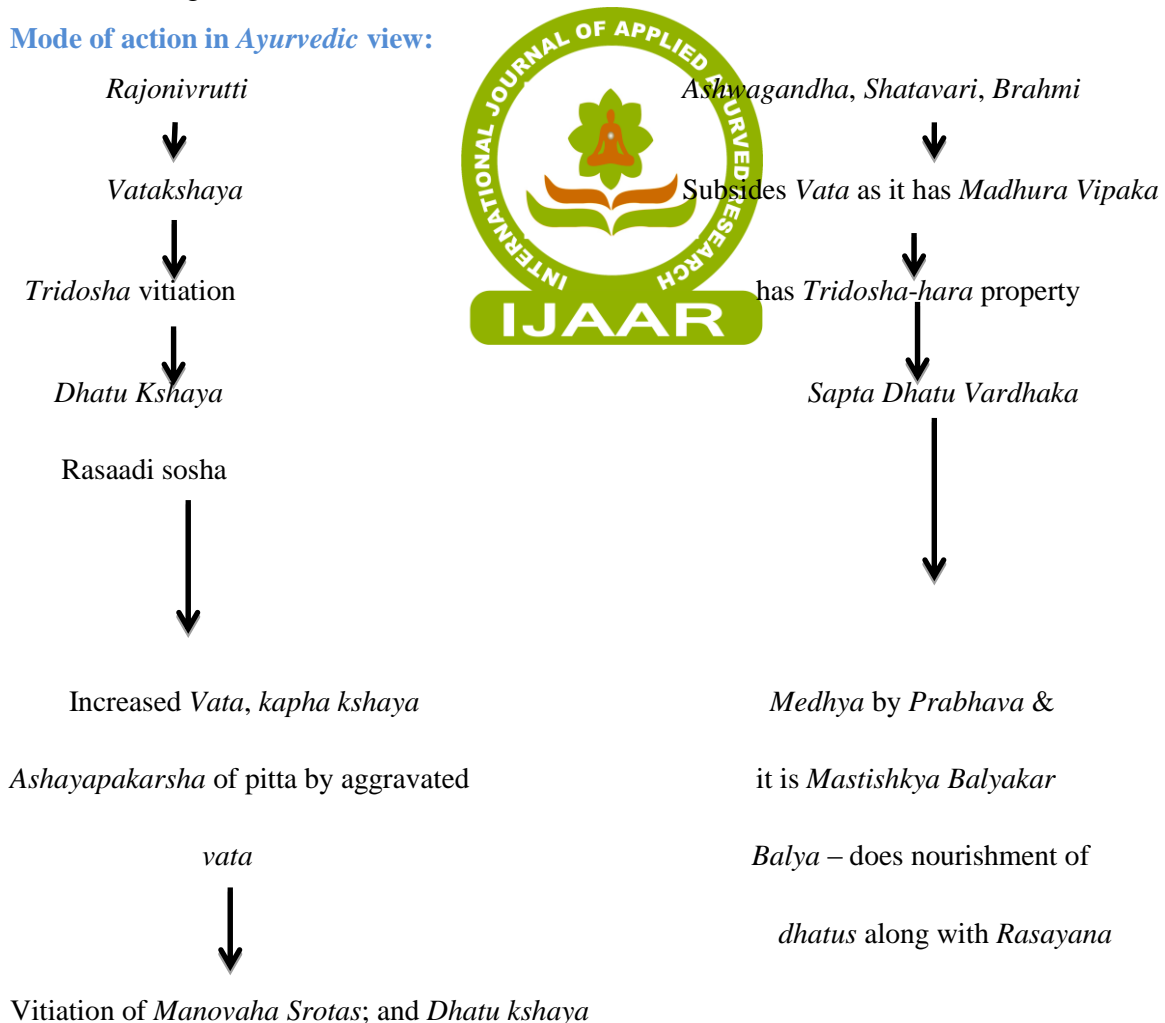 Mode of action in Ayurvedic view:
INTERNATIONAL JOURNAL OF APPLIED AYURVED RESEARCH
IJAAR
Rajonivrutti
Vatakshaya
Tridosha vitiation
Dhatu Kshaya
Rasaadi sosha
Increased Vata, kapha kshaya
Ashayapakarsha of pitta by aggravated
vata
Vitiation of Manovaha Srotas; and Dhatu kshaya
Ashwagandha, Shatavari, Brahmi
Subsides Vata as it has Madhura Vipaka
has Tridosha-hara property
Sapta Dhatu Vardhaka
Medhya by Prabhava &
it is Mastishkya Balyakar
Balya – does nourishment of
dhatus along with Rasayana